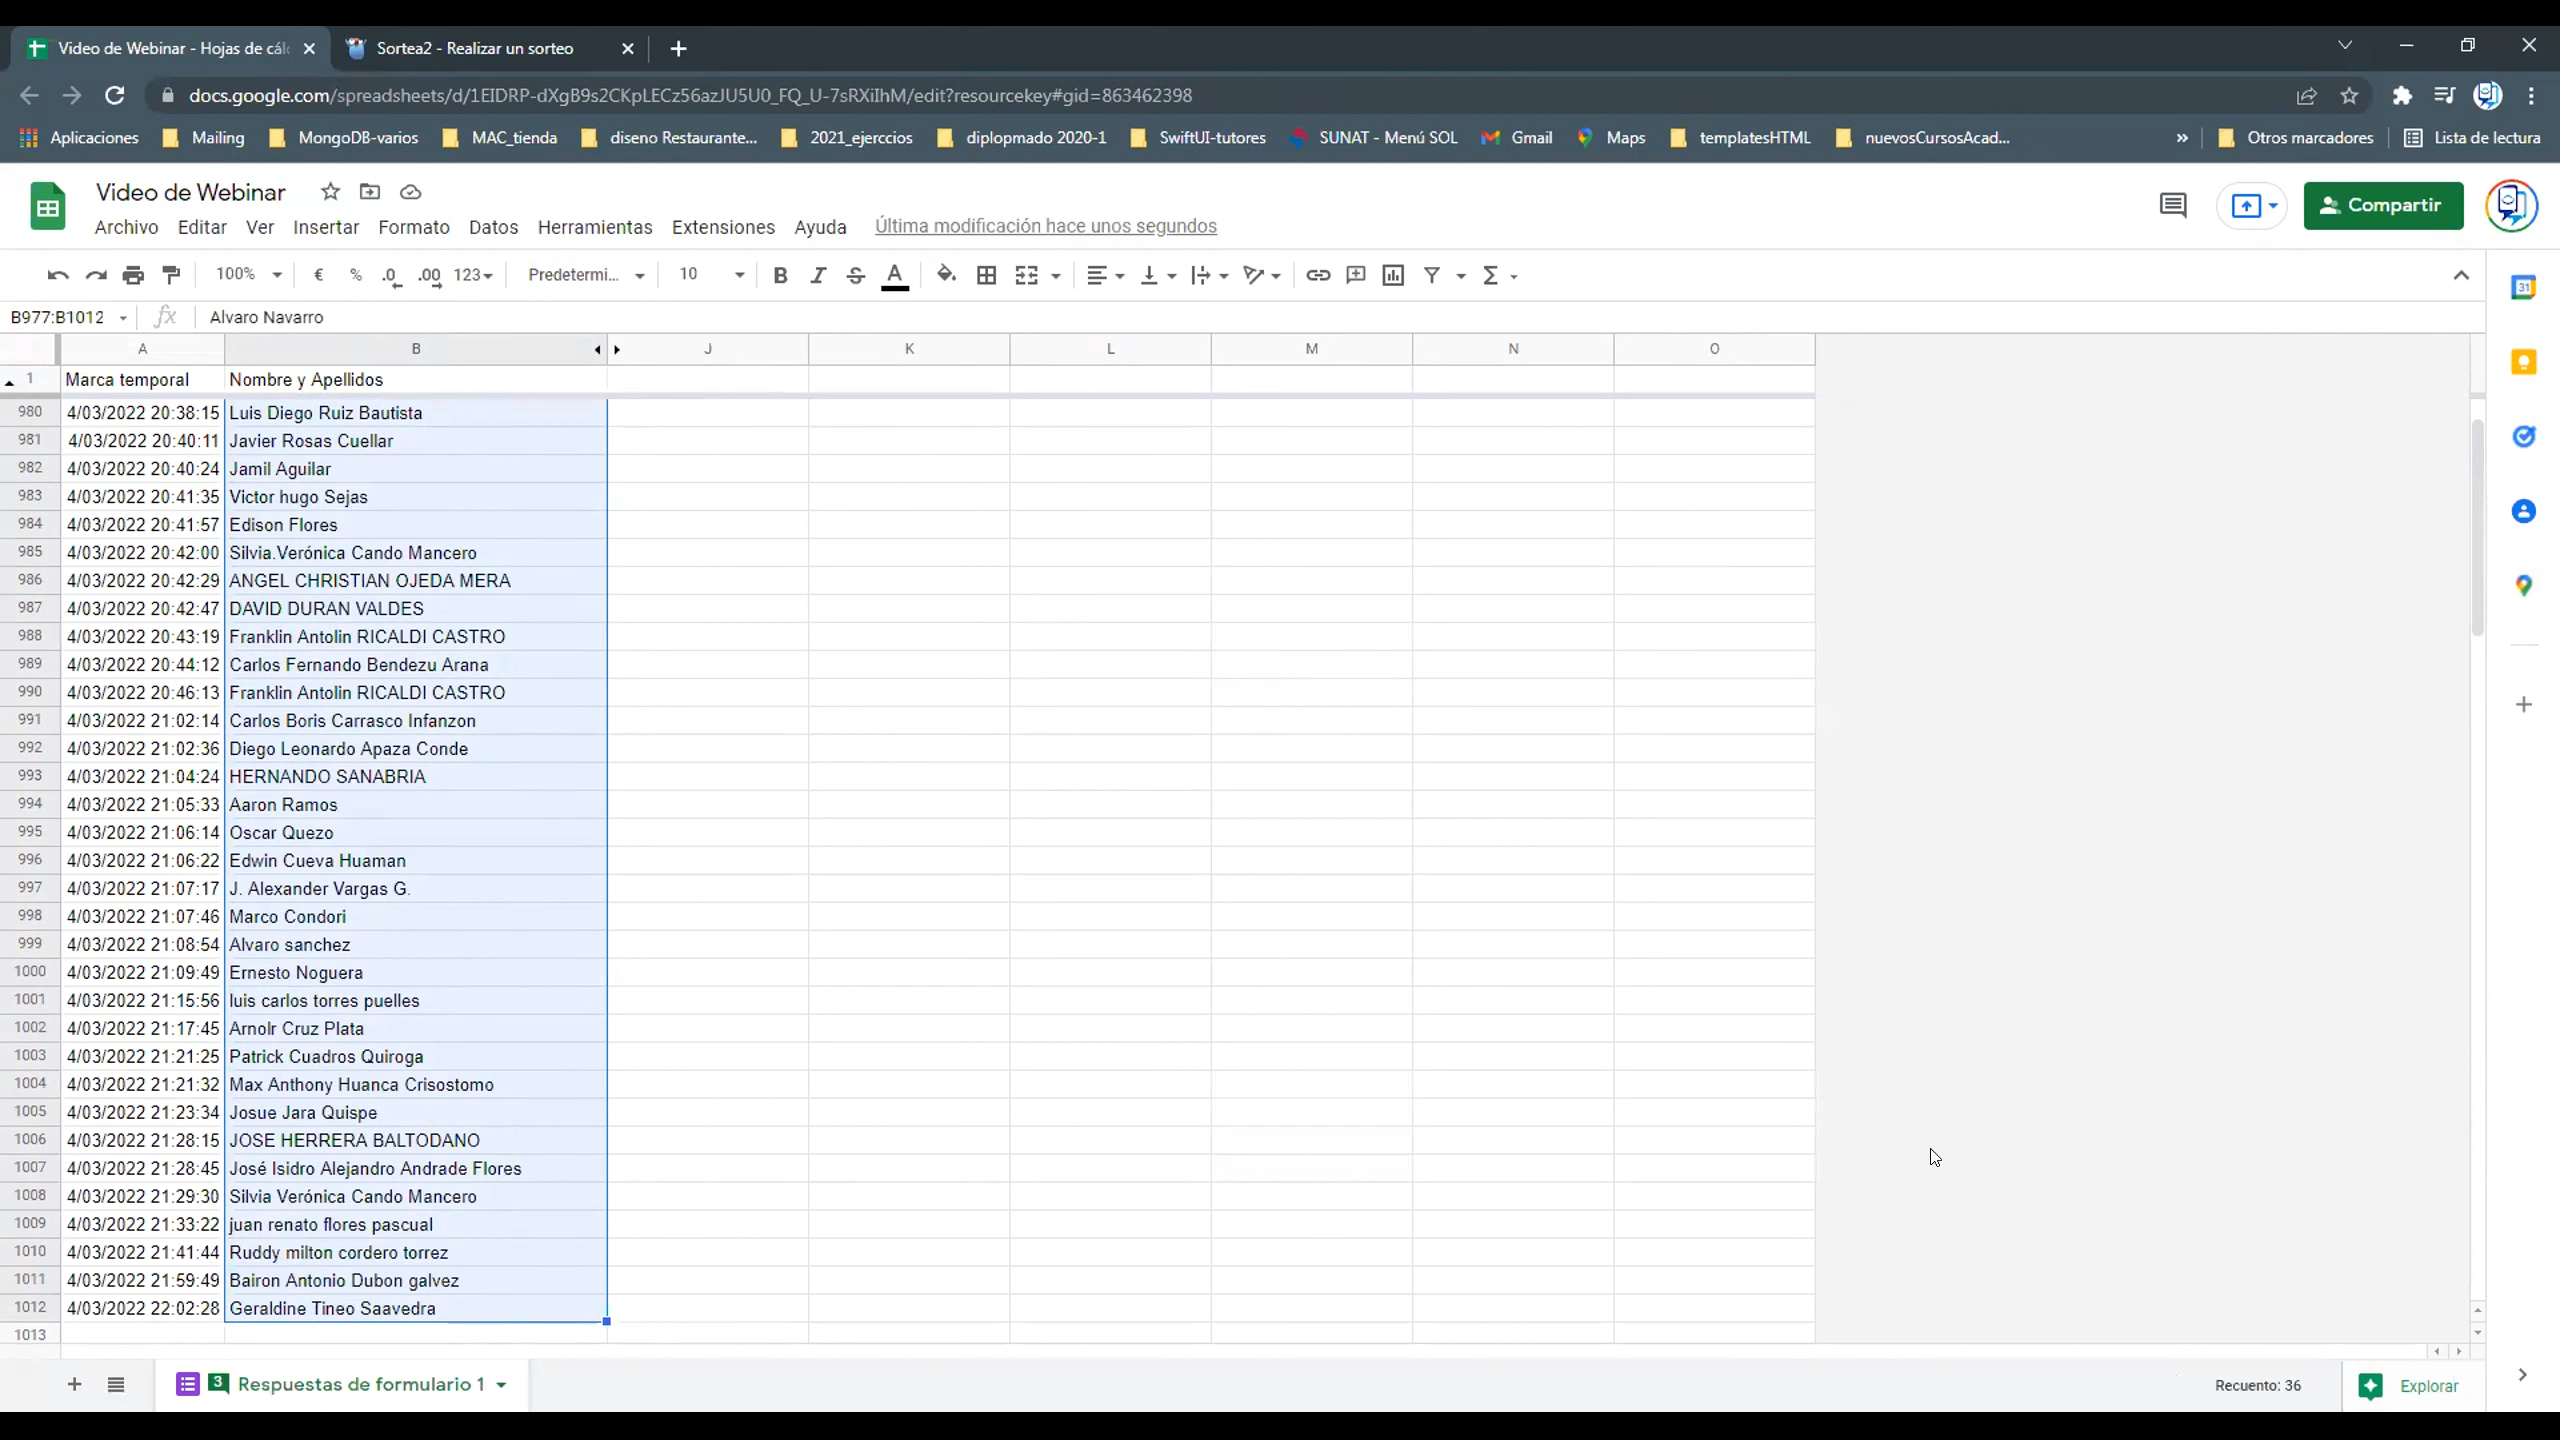 Video de Webinar - Hojas de cálc
Sortea2 - Realizar un sorteo
docs.google.com/spreadsheets/d/1EIDRP-dXgB9s2CKpLECz56azJU5U0_FQ_U-7sRXiIhM/edit?resourcekey#gid=863462398
Aplicaciones Mailing MongoDB-varios MAC_tienda diseno Restaurante... 2021_ejerccios diplopmado 2020-1 SwiftUI-tutores SUNAT - Menú SOL Gmail Maps templatesHTML nuevosCursosAcad... » Otros marcadores Lista de lectura
Video de Webinar
Compartir
Archivo Editar Ver Insertar Formato Datos Herramientas Extensiones Ayuda Última modificación hace unos segundos
100% € % .0 .00 123 Predetermi... 10 B I S A Σ
31
B977:B1012 fx Alvaro Navarro
A B J K L M N O
1 Marca temporal Nombre y Apellidos
980 4/03/2022 20:38:15 Luis Diego Ruiz Bautista
981 4/03/2022 20:40:11 Javier Rosas Cuellar
982 4/03/2022 20:40:24 Jamil Aguilar
983 4/03/2022 20:41:35 Victor hugo Sejas
984 4/03/2022 20:41:57 Edison Flores
985 4/03/2022 20:42:00 Silvia.Verónica Cando Mancero
986 4/03/2022 20:42:29 ANGEL CHRISTIAN OJEDA MERA
987 4/03/2022 20:42:47 DAVID DURAN VALDES
988 4/03/2022 20:43:19 Franklin Antolin RICALDI CASTRO
989 4/03/2022 20:44:12 Carlos Fernando Bendezu Arana
990 4/03/2022 20:46:13 Franklin Antolin RICALDI CASTRO
991 4/03/2022 21:02:14 Carlos Boris Carrasco Infanzon
992 4/03/2022 21:02:36 Diego Leonardo Apaza Conde
993 4/03/2022 21:04:24 HERNANDO SANABRIA
994 4/03/2022 21:05:33 Aaron Ramos
995 4/03/2022 21:06:14 Oscar Quezo
996 4/03/2022 21:06:22 Edwin Cueva Huaman
997 4/03/2022 21:07:17 J. Alexander Vargas G.
998 4/03/2022 21:07:46 Marco Condori
999 4/03/2022 21:08:54 Alvaro sanchez
1000 4/03/2022 21:09:49 Ernesto Noguera
1001 4/03/2022 21:15:56 luis carlos torres puelles
1002 4/03/2022 21:17:45 Arnolr Cruz Plata
1003 4/03/2022 21:21:25 Patrick Cuadros Quiroga
1004 4/03/2022 21:21:32 Max Anthony Huanca Crisostomo
1005 4/03/2022 21:23:34 Josue Jara Quispe
1006 4/03/2022 21:28:15 JOSE HERRERA BALTODANO
1007 4/03/2022 21:28:45 José Isidro Alejandro Andrade Flores
1008 4/03/2022 21:29:30 Silvia Verónica Cando Mancero
1009 4/03/2022 21:33:22 juan renato flores pascual
1010 4/03/2022 21:41:44 Ruddy milton cordero torrez
1011 4/03/2022 21:59:49 Bairon Antonio Dubon galvez
1012 4/03/2022 22:02:28 Geraldine Tineo Saavedra
1013
3 Respuestas de formulario 1 Recuento: 36 Explorar